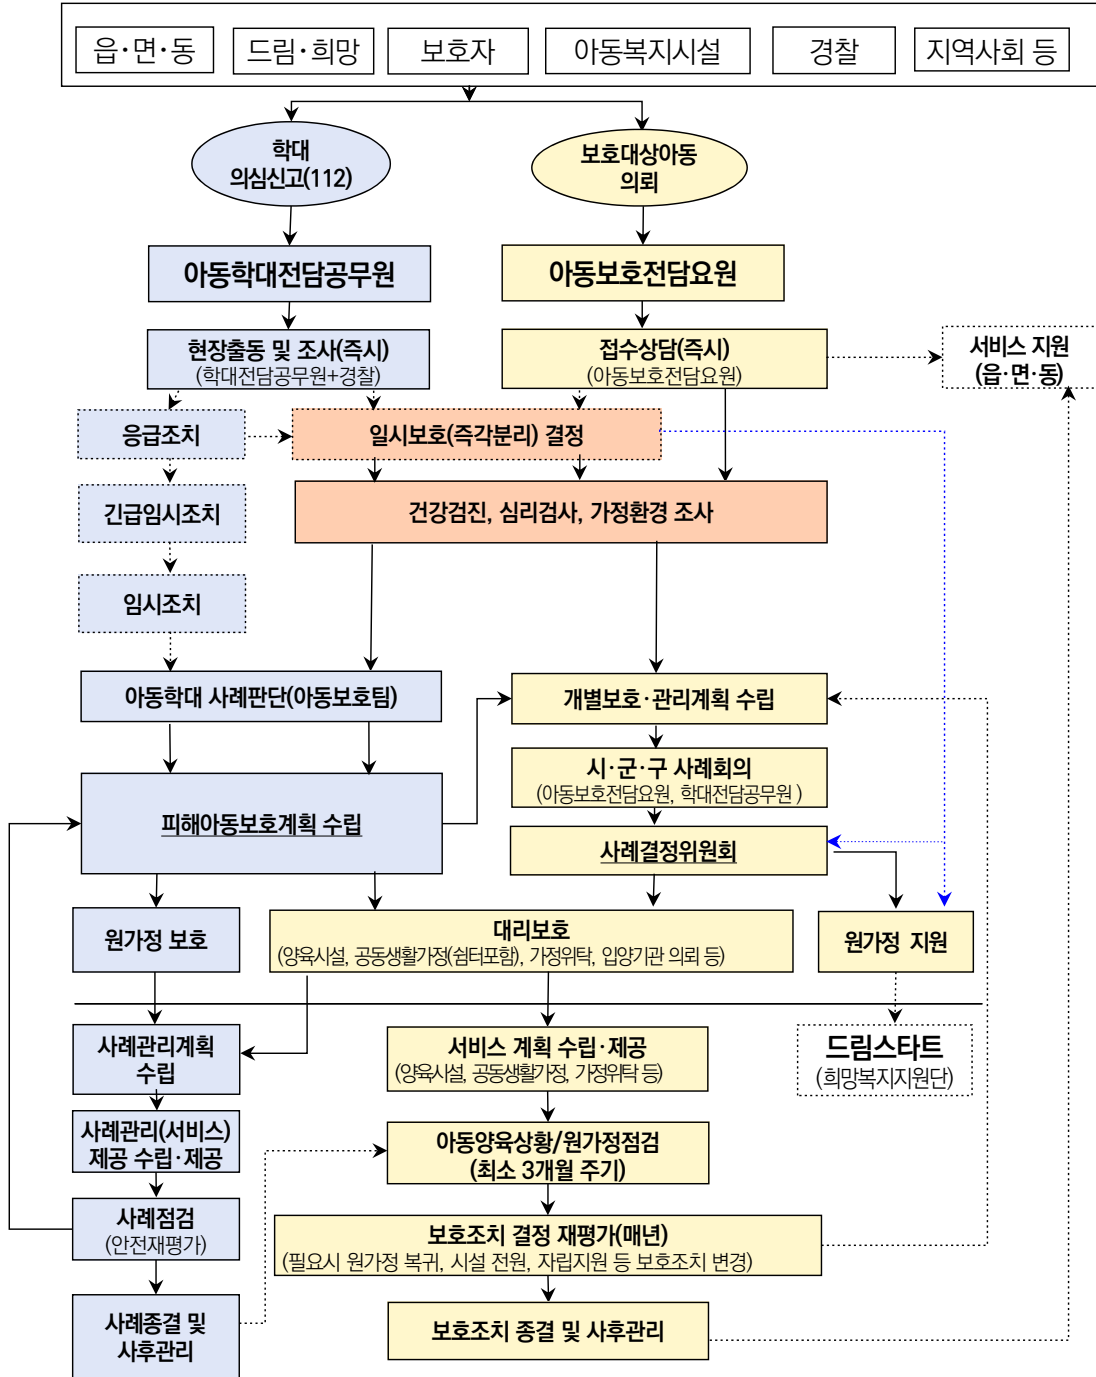 읍·면·동
드림·희망
보호자
아동복지시설
경찰
지역사회 등
학대
의심신고(112)
보호대상아동
의뢰
아동학대전담공무원
아동보호전담요원
현장출동 및 조사(즉시)
(학대전담공무원+경찰)
접수상담(즉시)
(아동보호전담요원)
서비스 지원
(읍·면·동)
응급조치
일시보호(즉각분리) 결정
긴급임시조치
건강검진, 심리검사, 가정환경 조사
임시조치
아동학대 사례판단(아동보호팀)
개별보호·관리계획 수립
시·군·구 사례회의
(아동보호전담요원, 학대전담공무원 )
피해아동보호계획 수립
사례결정위원회
원가정 보호
대리보호
(양육시설, 공동생활가정(쉼터포함), 가정위탁, 입양기관 의뢰 등)
원가정 지원
사례관리계획
수립
서비스 계획 수립·제공
(양육시설, 공동생활가정, 가정위탁 등)
드림스타트
(희망복지지원단)
사례관리(서비스)
제공 수립·제공
아동양육상황/원가정점검
(최소 3개월 주기)
사례점검
(안전재평가)
보호조치 결정 재평가(매년)
(필요시 원가정 복귀, 시설 전원, 자립지원 등 보호조치 변경)
사례종결 및
사후관리
보호조치 종결 및 사후관리